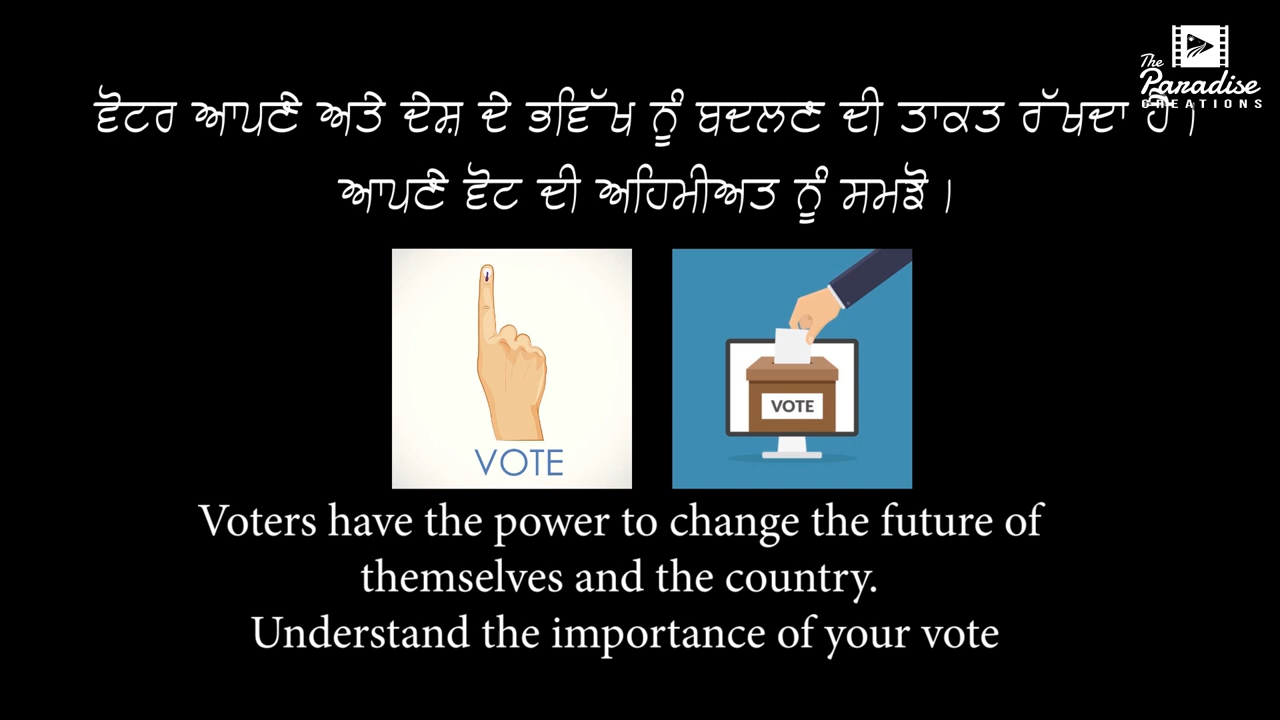 The
Paradise
CREATIONS
ਵੋਟਰ ਆਪਣੇ ਅਤੇ ਦੇਸ਼ ਦੇ ਭਵਿੱਖ ਨੂੰ ਬਦਲਣ ਦੀ ਤਾਕਤ ਰੱਖਦਾ ਹੈ।
ਆਪਣੇ ਵੋਟ ਦੀ ਅਹਿਮੀਅਤ ਨੂੰ ਸਮਝੋ।
VOTE
VOTE
Voters have the power to change the future of
themselves and the country.
Understand the importance of your vote